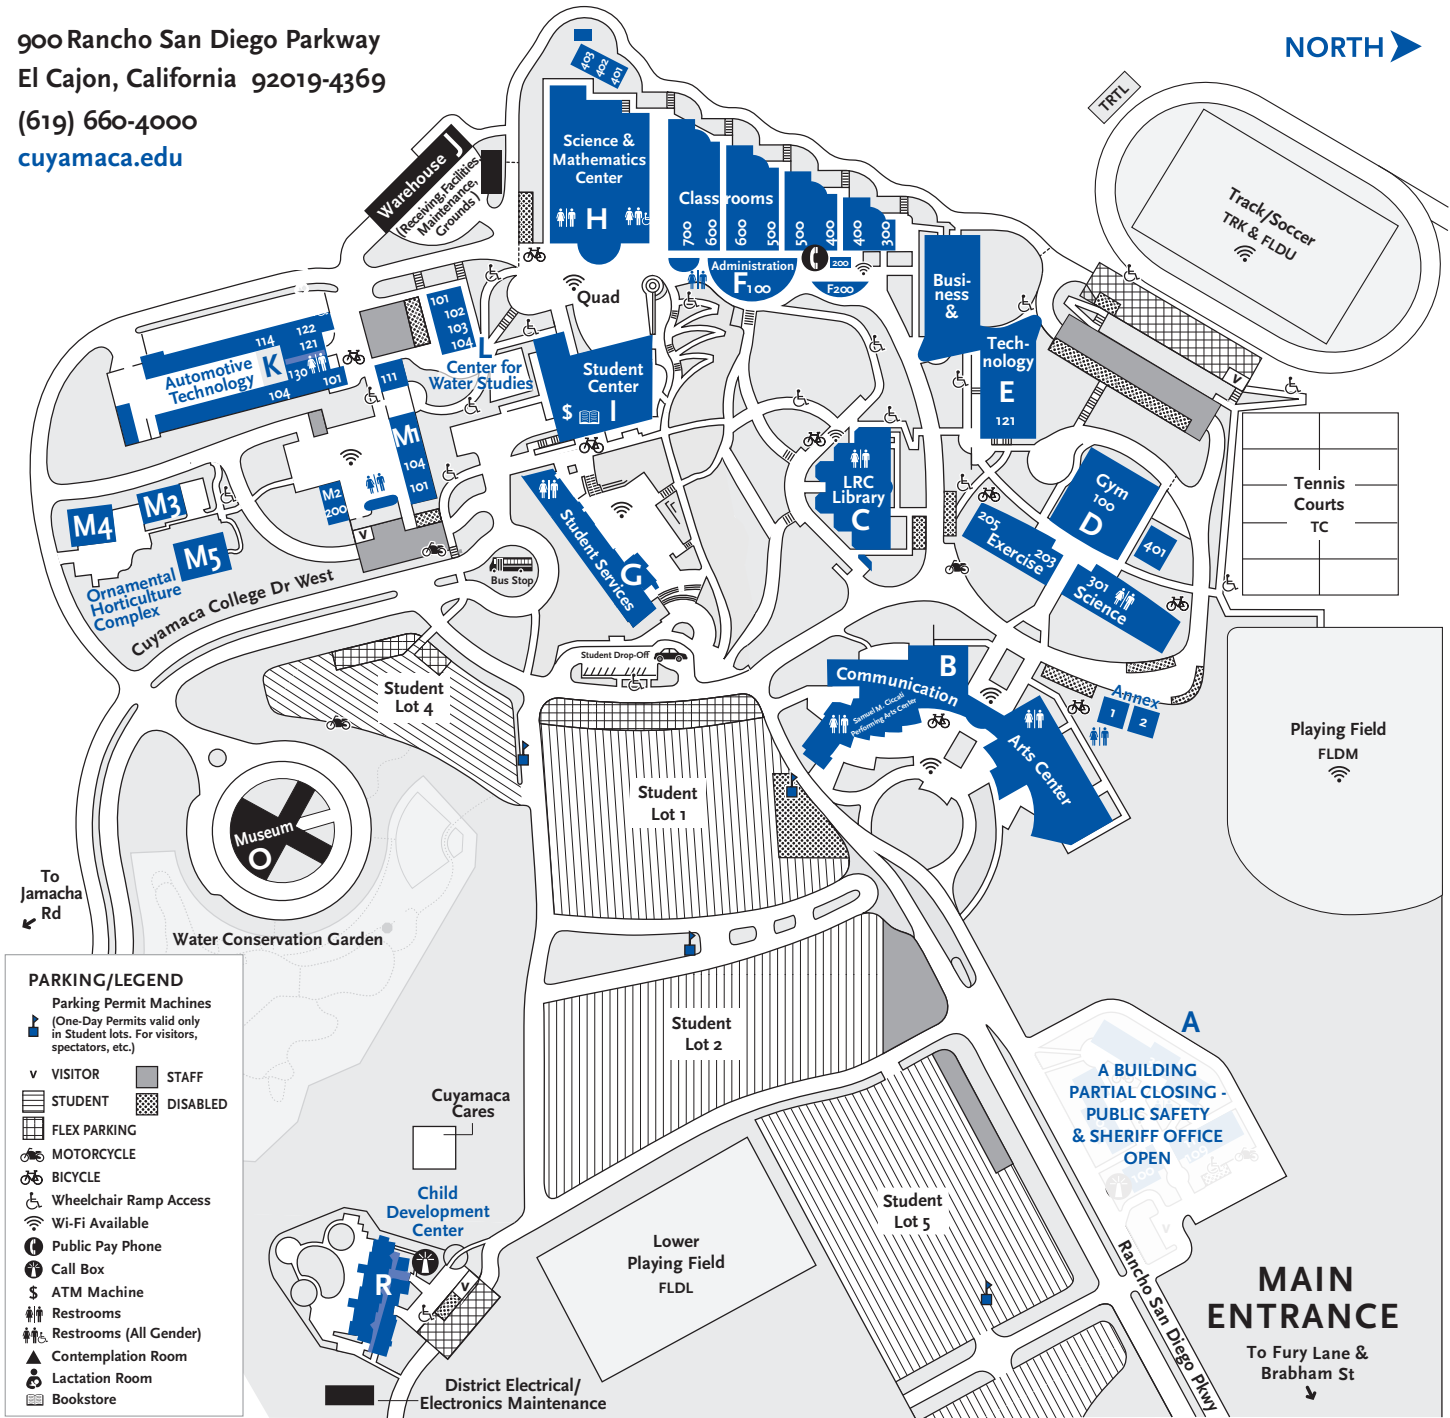 900 Rancho San Diego Parkway
El Cajon, California 92019-4369
(619) 660-4000
cuyamaca.edu
NORTH
403
402
401
Science &
Mathematics
Center
H
Warehouse J
(Receiving, Facilities,
Maintenance,
Grounds)
Classrooms
700
600
600
500
500
400
400
300
Administration
F100
200
F200
Quad
TRTL
Track/Soccer
TRK & FLDU
Busi-
ness
&
Tech-
nology
E
121
101
102
103
104
L
Center for
Water Studies
122
114
121
Automotive
Technology
K
130
101
104
111
Student
Center
$ I
M1
104
101
M2
200
V
M3
M4
M5
Ornamental
Horticulture
Complex
Cuyamaca College Dr West
Bus Stop
Student Services
G
LRC
Library
C
V
Gym
100
D
401
205
Exercise
203
301
Science
Tennis
Courts
TC
Student Drop-Off
Student
Lot 4
B
Communication
Samuel M. Ciccati
Performing Arts Center
Arts Center
Annex
1
2
Playing Field
FLDM
Student
Lot 1
Museum
O
To
Jamacha
Rd
Water Conservation Garden
Student
Lot 2
A
A BUILDING
PARTIAL CLOSING -
PUBLIC SAFETY
& SHERIFF OFFICE
OPEN
100
V
Cuyamaca
Cares
Child
Development
Center
R
V
Student
Lot 5
Lower
Playing Field
FLDL
Rancho San Diego Pkwy
MAIN
ENTRANCE
To Fury Lane &
Brabham St
District Electrical/
Electronics Maintenance
PARKING/LEGEND
Parking Permit Machines
(One-Day Permits valid only
in Student lots. For visitors,
spectators, etc.)
V VISITOR
STAFF
STUDENT
DISABLED
FLEX PARKING
MOTORCYCLE
BICYCLE
Wheelchair Ramp Access
Wi-Fi Available
Public Pay Phone
Call Box
$ ATM Machine
Restrooms
Restrooms (All Gender)
Contemplation Room
Lactation Room
Bookstore